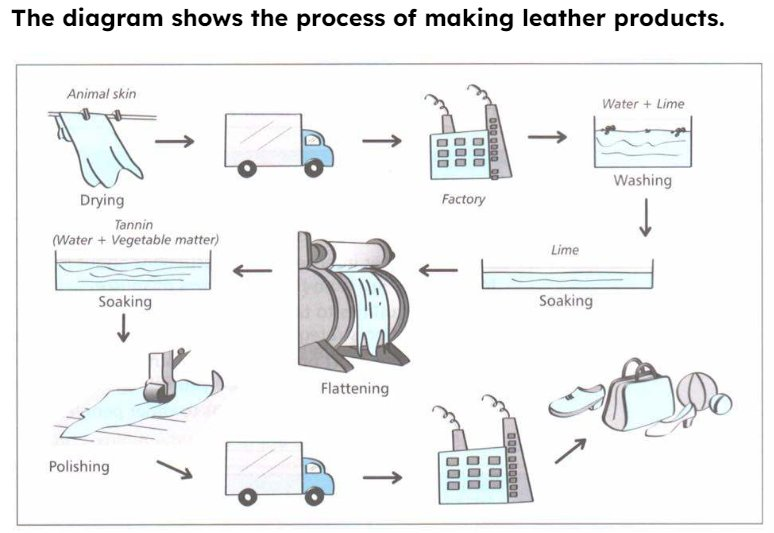 The diagram shows the process of making leather products.
Animal skin
Drying
Factory
Water + Lime
Washing
Lime
Soaking
Flattening
Tannin
(Water + Vegetable matter)
Soaking
Polishing